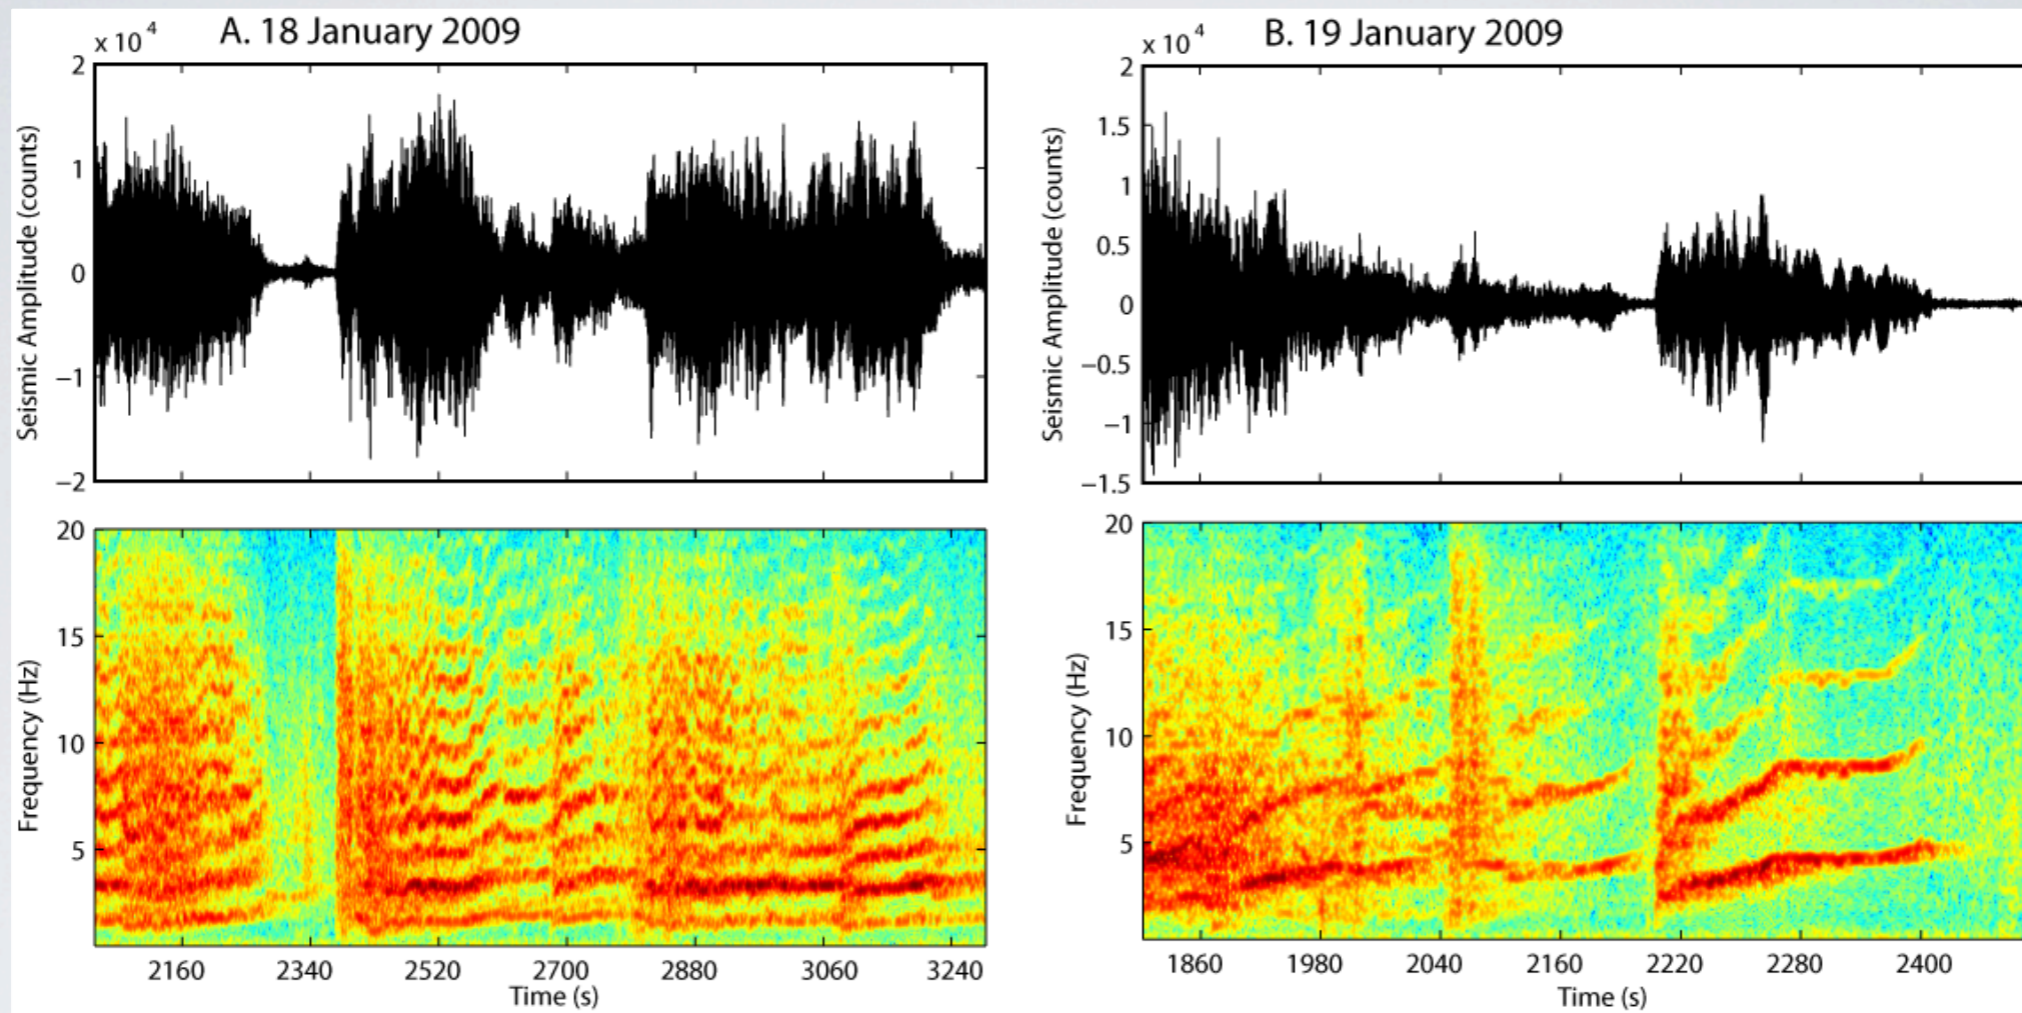 A. 18 January 2009
x 10⁴
2
1
0
−1
−2
Seismic Amplitude (counts)
20
15
10
5
Frequency (Hz)
2160 2340 2520 2700 2880 3060 3240
Time (s)
B. 19 January 2009
x 10⁴
2
1.5
1
0.5
0
−0.5
−1
−1.5
Seismic Amplitude (counts)
20
15
10
5
Frequency (Hz)
1860 1980 2040 2160 2220 2280 2400
Time (s)